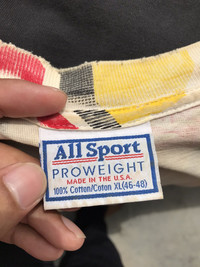 All Sport
PROWEIGHT
MADE IN THE U.S.A.
100% Cotton/Coton XL(46-48)